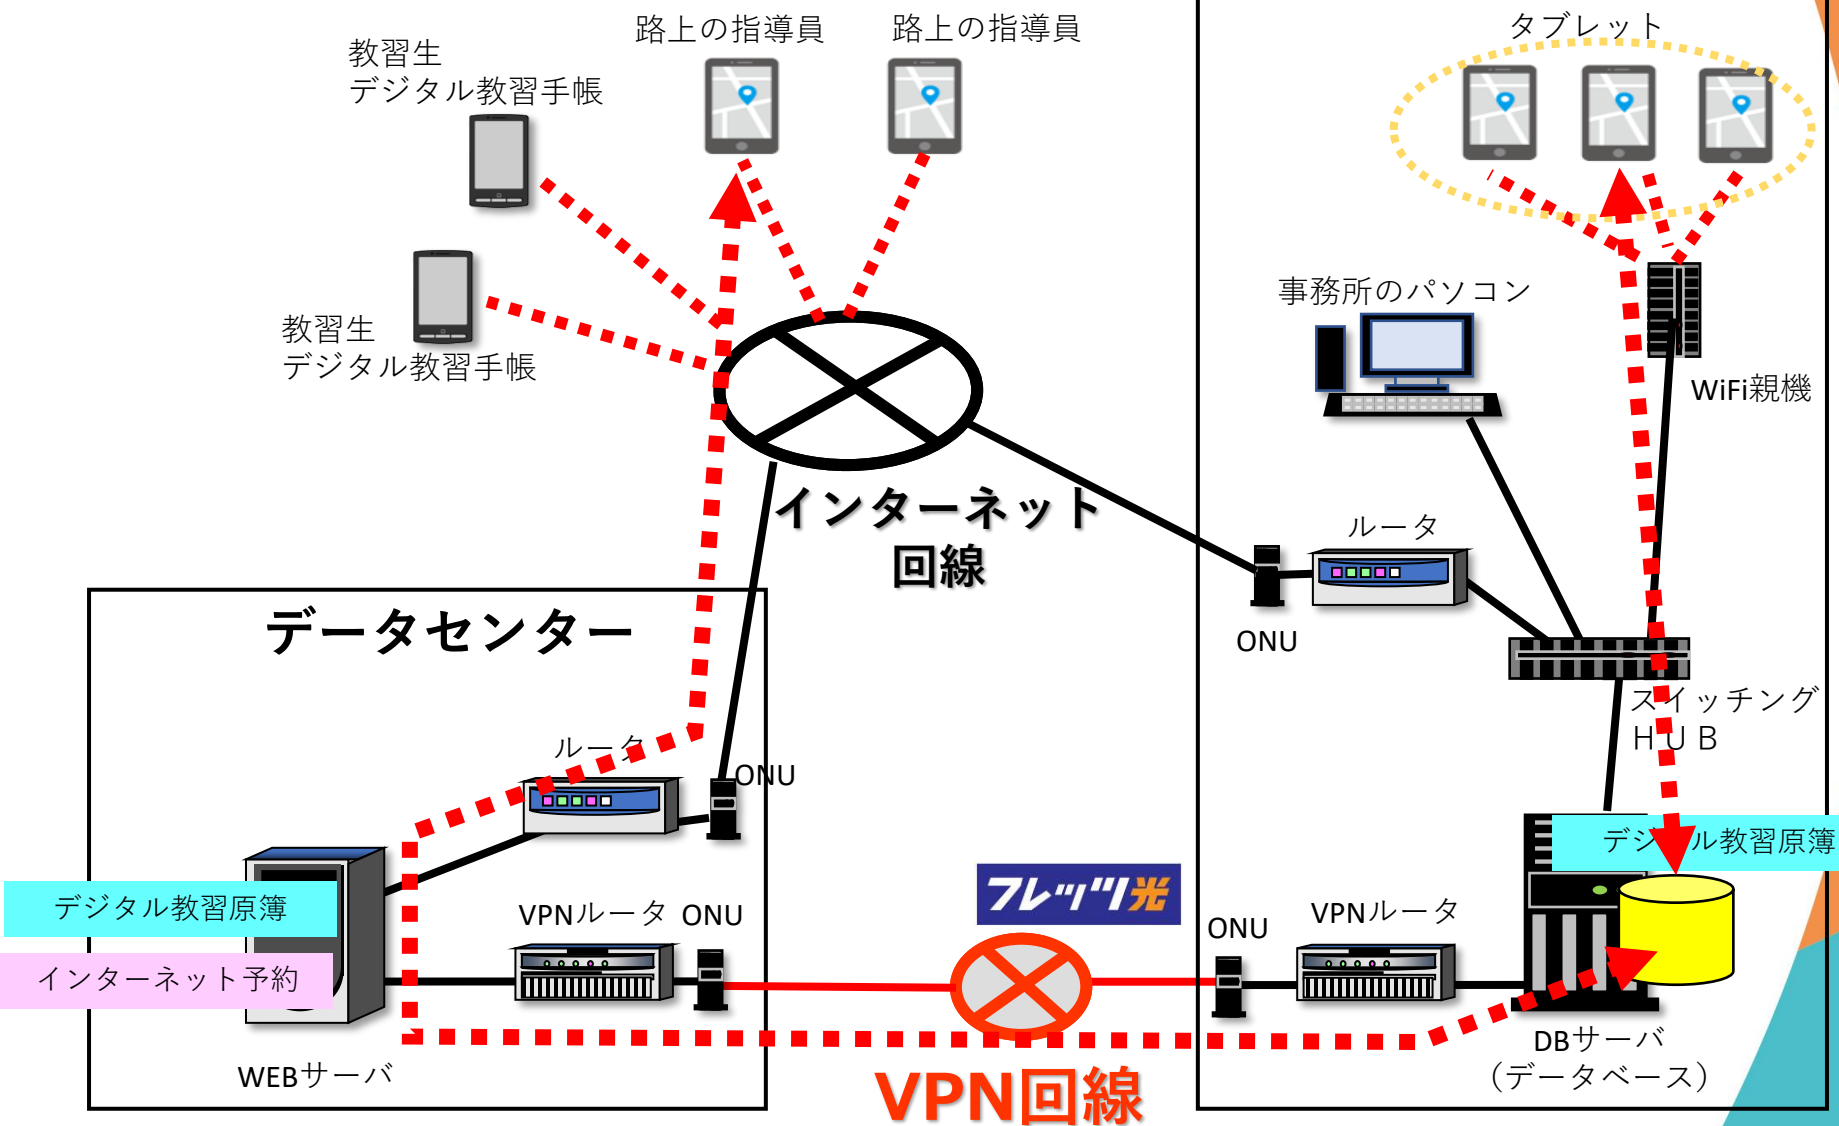 路上の指導員
路上の指導員
タブレット
教習生
デジタル教習手帳
事務所のパソコン
教習生
デジタル教習手帳
WiFi親機
インターネット
回線
ルータ
ONU
データセンター
スイッチング
ＨＵＢ
ルータ
ONU
デジタル教習原簿
フレッツ光
デジタル教習原簿
VPNルータ
ONU
ONU
VPNルータ
インターネット予約
WEBサーバ
DBサーバ
（データベース）
VPN回線